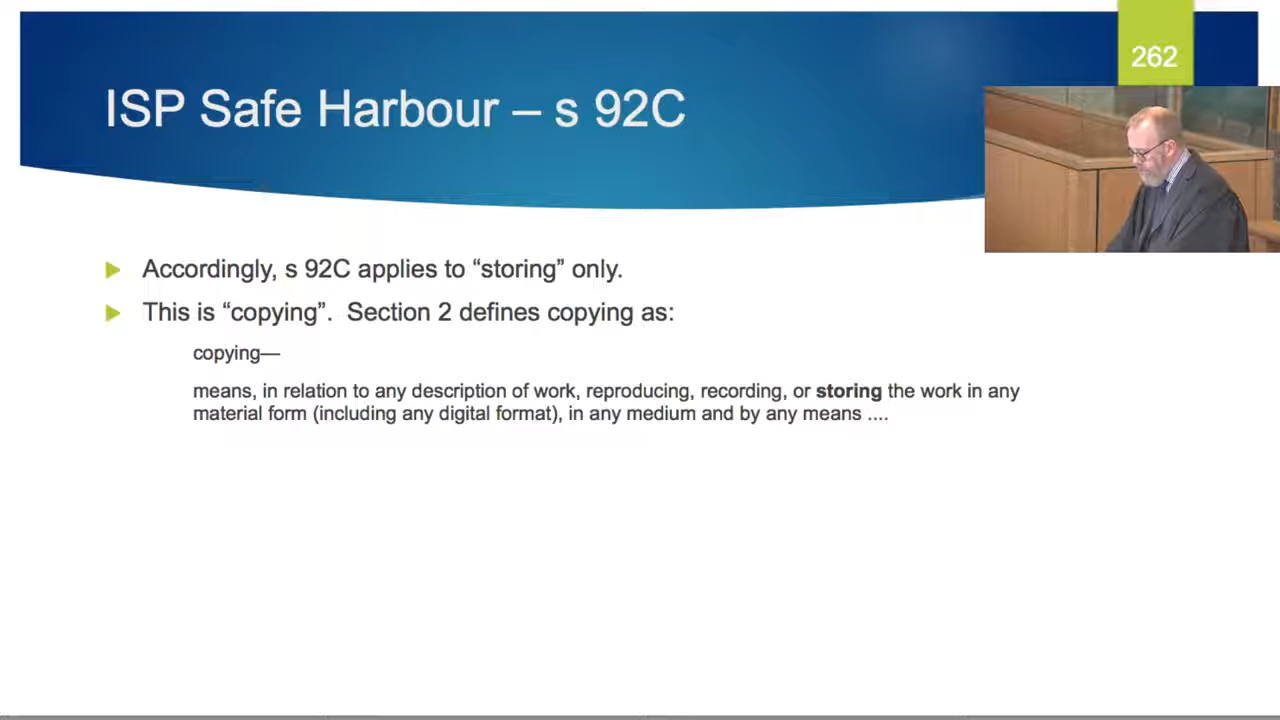 262
ISP Safe Harbour – s 92C
Accordingly, s 92C applies to “storing” only.
This is “copying”.  Section 2 defines copying as:
copying—
means, in relation to any description of work, reproducing, recording, or storing the work in any
material form (including any digital format), in any medium and by any means ....